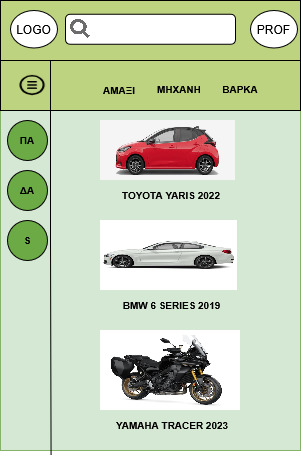 LOGO
PROF
ΑΜΑΞΙ ΜΗΧΑΝΗ ΒΑΡΚΑ
ΠΑ
ΔΑ
S
TOYOTA YARIS 2022
BMW 6 SERIES 2019
YAMAHA TRACER 2023